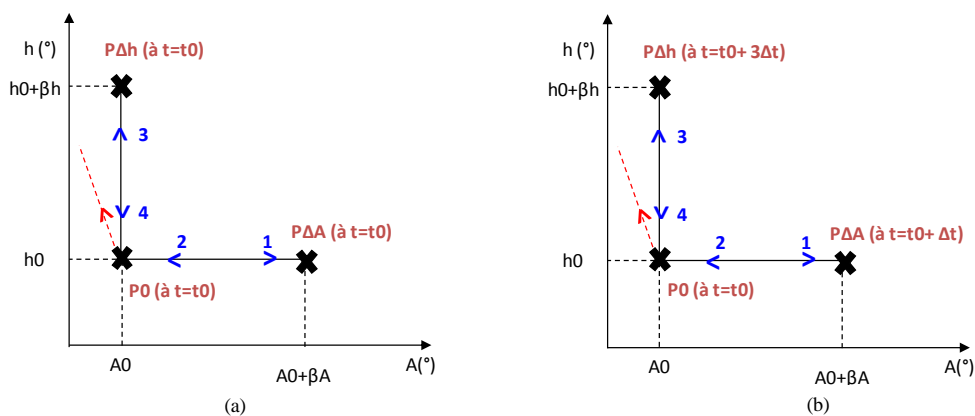 h (°)
PΔh (à t=t0)
h0+βh
3
4
2
1
PΔA (à t=t0)
h0
P0 (à t=t0)
A0
A0+βA
A(°)
(a)
h (°)
PΔh (à t=t0+ 3Δt)
h0+βh
3
4
2
1
PΔA (à t=t0+ Δt)
h0
P0 (à t=t0)
A0
A0+βA
A(°)
(b)